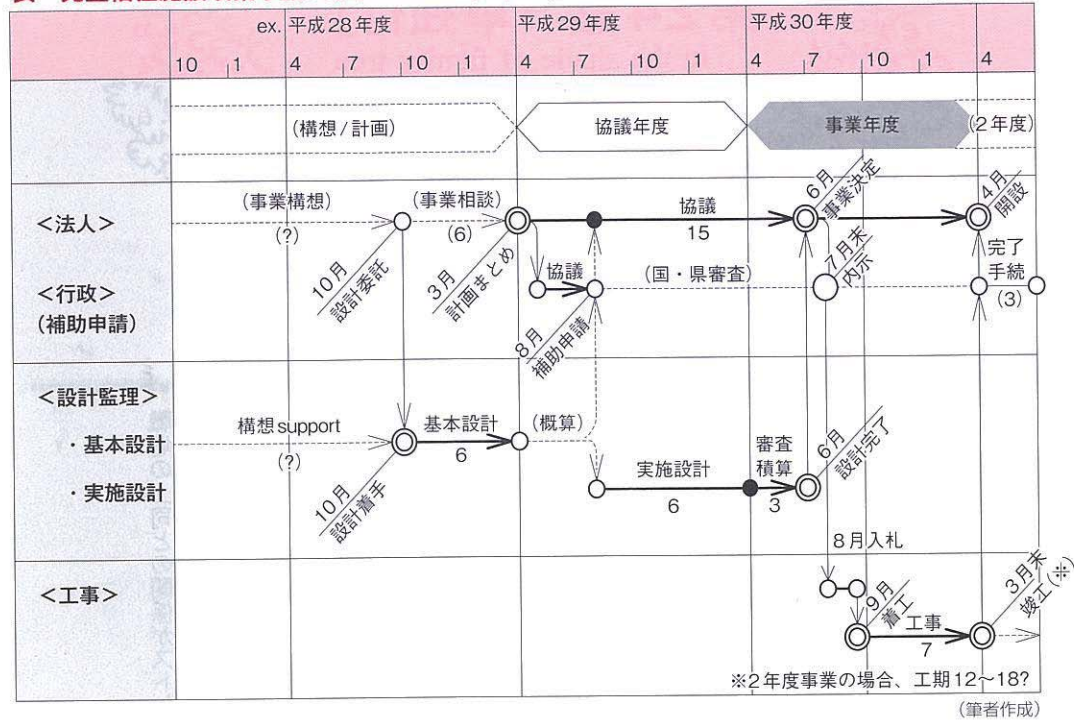 ex. 平成28年度 平成29年度 平成30年度
10 1 4 7 10 1 4 7 10 1 4 7 10 1 4
(構想/計画) 協議年度 事業年度 (2年度)
<法人>
(事業構想)
(?)
(事業相談)
(6)
協議
15
6月
事業決定
4月
開設
10月
設計委託
3月
計画まとめ
<行政>
(補助申請)
協議
8月
補助申請
(国・県審査)
7月末
内示
完了
手続
(3)
<設計監理>
・基本設計
・実施設計
構想support
(?)
10月
設計着手
基本設計
6
(概算)
実施設計
6
審査
積算
3
6月
設計完了
<工事>
8月入札
9月
着工
工事
7
3月末
竣工(※)
※2年度事業の場合、工期12〜18?
(筆者作成)